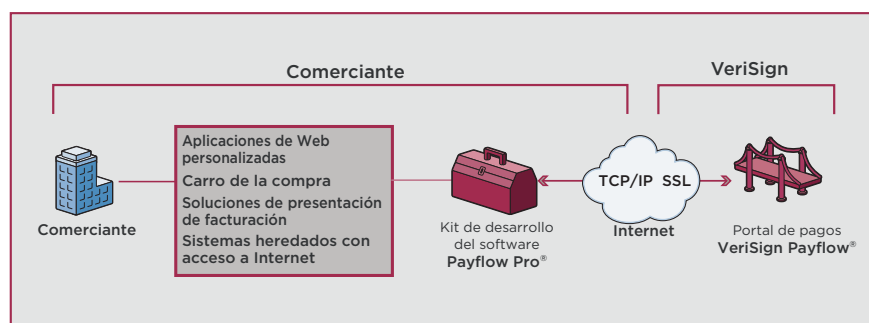 Comerciante
VeriSign
Aplicaciones de Web
personalizadas
Carro de la compra
Soluciones de presentación
de facturación
Sistemas heredados con
acceso a Internet
Comerciante
Kit de desarrollo
del software
Payflow Pro®
TCP/IP SSL
Internet
Portal de pagos
VeriSign Payflow®